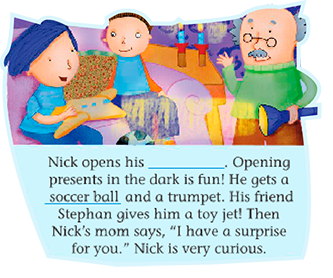 Nick opens his ____________. Opening
presents in the dark is fun! He gets a
soccer ball and a trumpet. His friend
Stephan gives him a toy jet! Then
Nick's mom says, “I have a surprise
for you.” Nick is very curious.